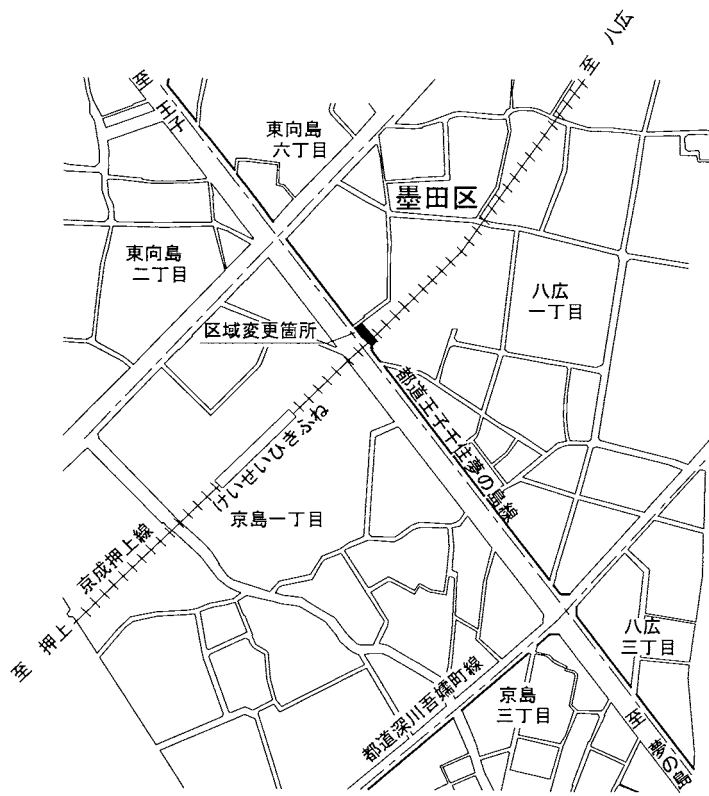 至 八広
至 王子
東向島
六丁目
墨田区
東向島
二丁目
八広
一丁目
区域変更箇所
都道王子千住夢の島線
けいせいひきふね
京島一丁目
京成押上線
至 押上
八広
三丁目
京島
三丁目
都道深川吾嬬町線
至 夢の島